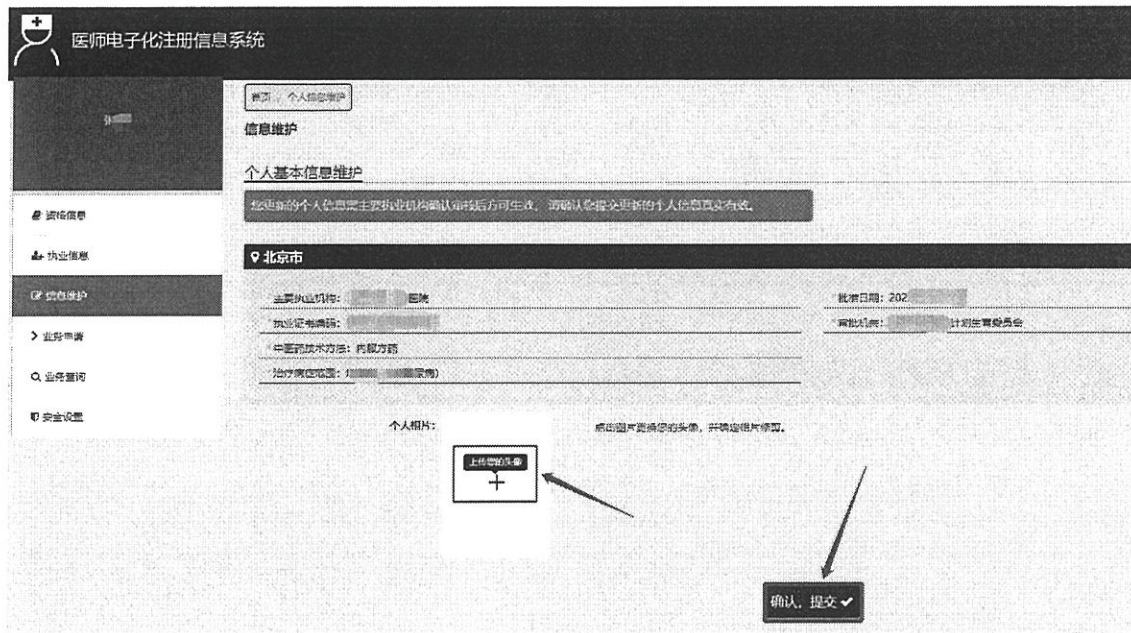 医师电子化注册信息系统
首页 / 个人信息维护
信息维护
个人基本信息维护
您更新的个人信息需主要执业机构确认审核后方可生效, 请确认您提交更新的个人信息真实有效。
资格信息
执业信息
信息维护
业务申请
业务查询
安全设置
北京市
*主要执业机构: 医院
*批准日期: 202
*执业证书编码:
*审批机关: 计划生育委员会
*中医药技术方法: 内服方药
*治疗病症范围: 尿病)
个人相片:
上传您的头像
点击图片更换您的头像, 并确定相片修剪。
确认, 提交